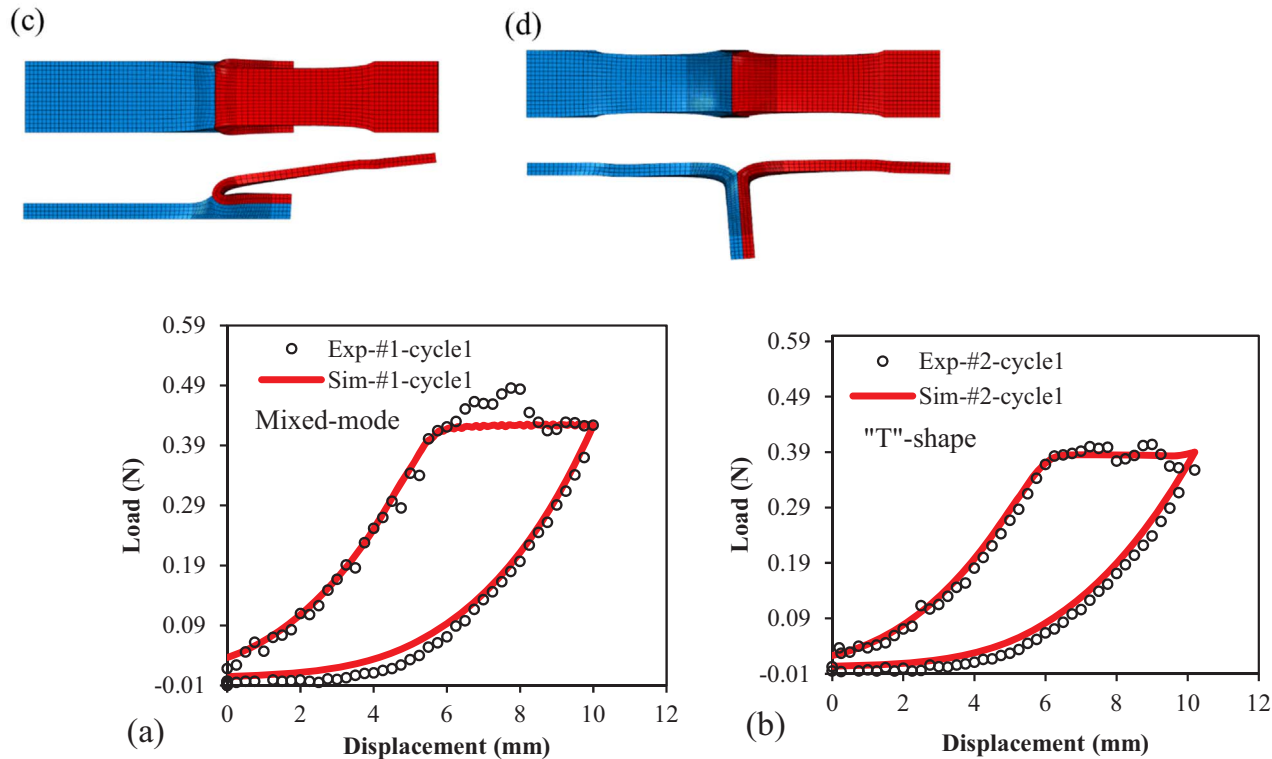 (c)
(d)
0.59
0.49
0.39
0.29
0.19
0.09
-0.01
Load (N)
Exp-#1-cycle1
Sim-#1-cycle1
Mixed-mode
0 2 4 6 8 10 12
Displacement (mm)
(a)
0.59
0.49
0.39
0.29
0.19
0.09
-0.01
Load (N)
Exp-#2-cycle1
Sim-#2-cycle1
"T"-shape
0 2 4 6 8 10 12
Displacement (mm)
(b)